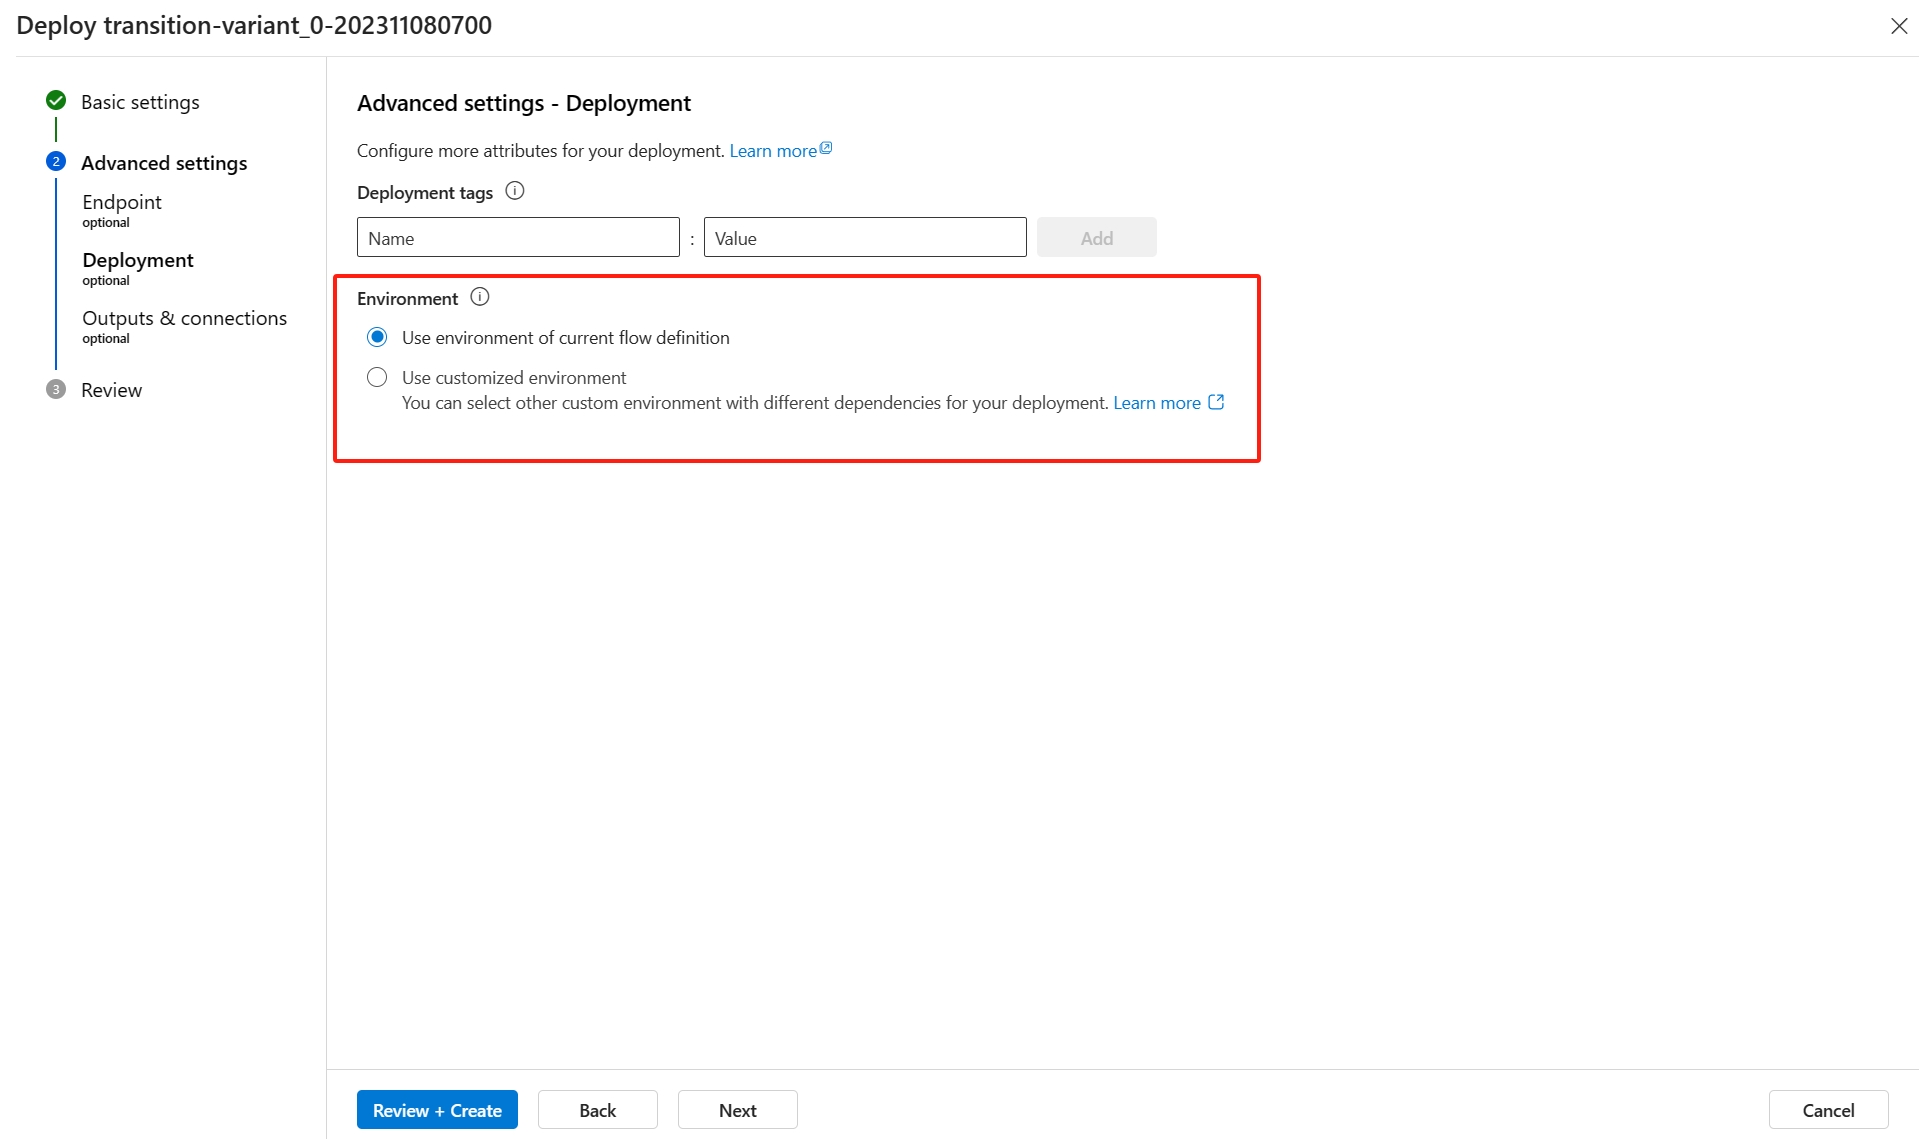 Deploy transition-variant_0-202311080700
Basic settings
2
Advanced settings
Endpoint
optional
Deployment
optional
Outputs & connections
optional
3
Review
Advanced settings - Deployment
Configure more attributes for your deployment. Learn more
Deployment tags
Name : Value Add
Environment
Use environment of current flow definition
Use customized environment
You can select other custom environment with different dependencies for your deployment. Learn more
Review + Create Back Next Cancel